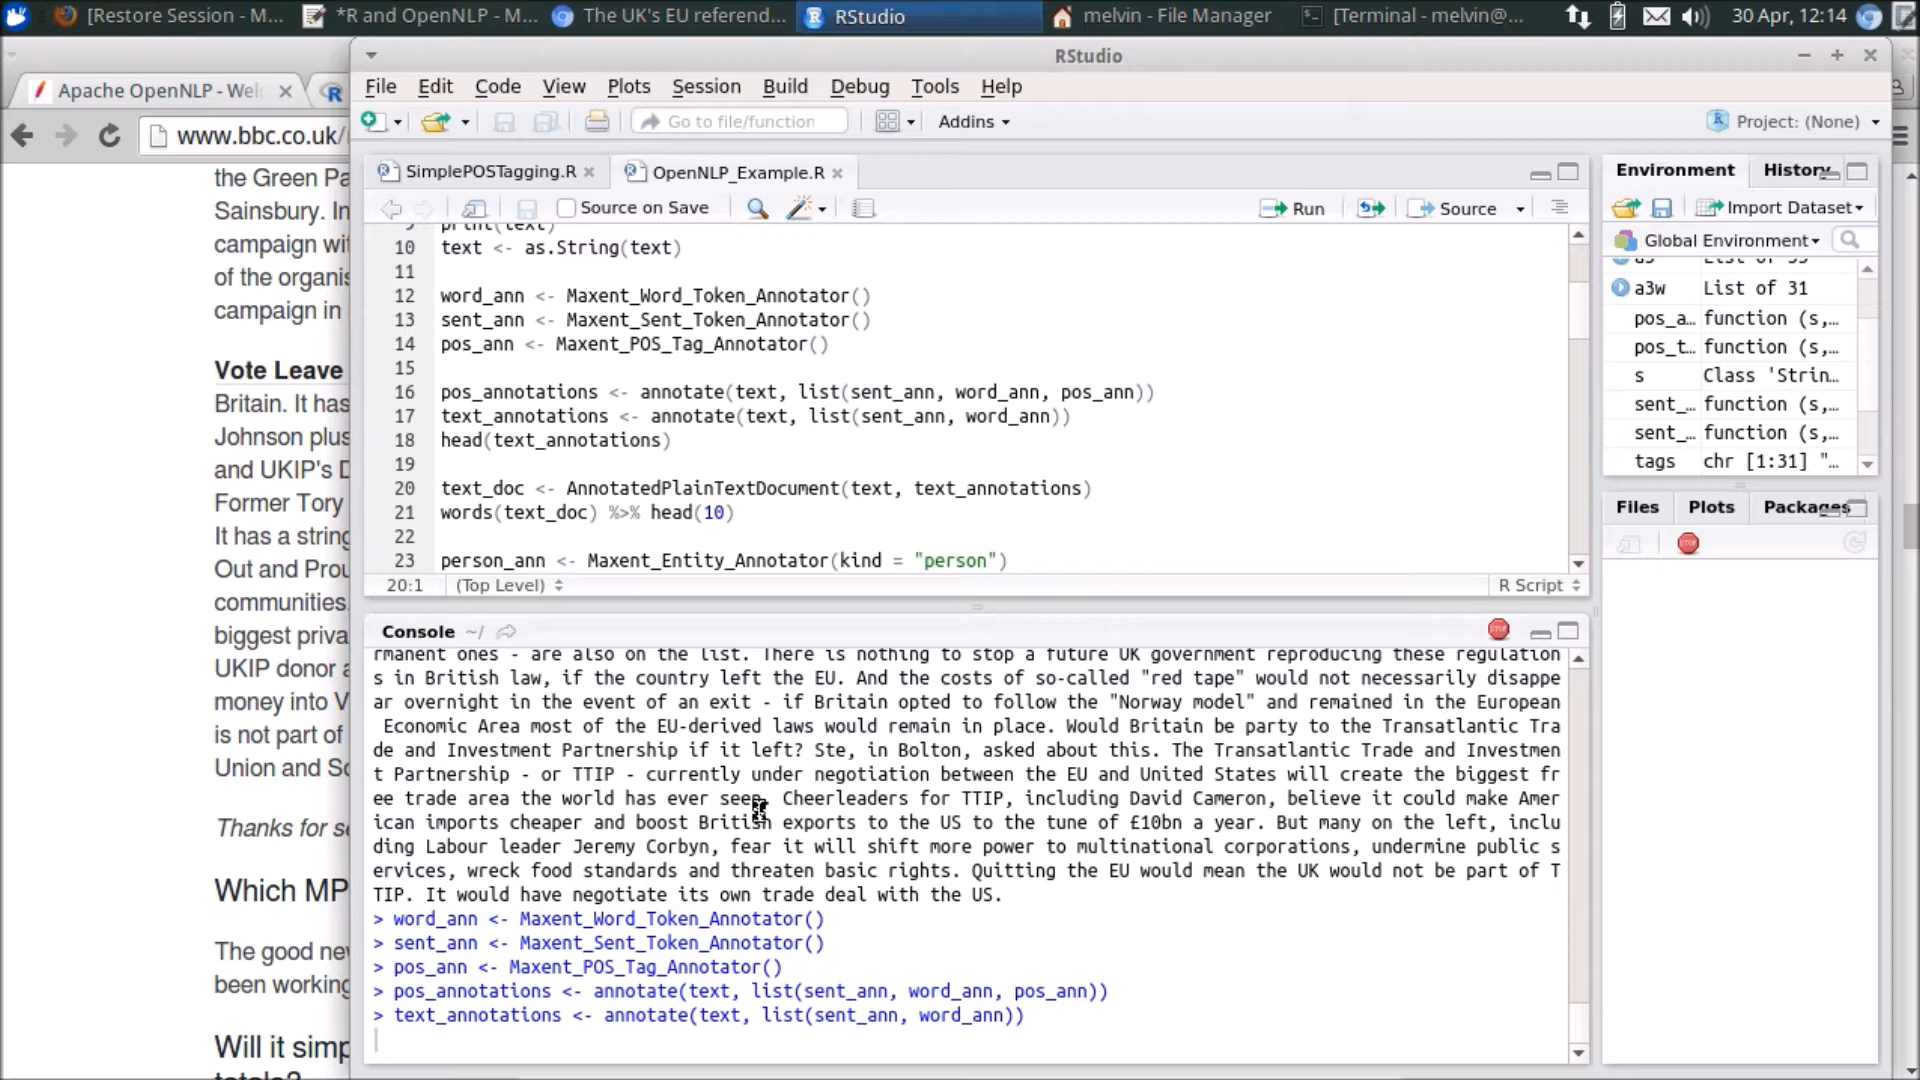 [Restore Session - M...
*R and OpenNLP - M...
The UK's EU referend...
RStudio
melvin - File Manager
[Terminal - melvin@...
30 Apr, 12:14
Apache OpenNLP - Wel
www.bbc.co.uk/
the Green Pa
Sainsbury. In
campaign wit
of the organis
campaign in
Vote Leave
Britain. It has
Johnson plus
and UKIP's D
Former Tory
It has a string
Out and Prou
communities.
biggest priva
UKIP donor a
money into V
is not part of
Union and Sc
Thanks for se
Which MP
The good nev
been working
Will it simp
RStudio
File Edit Code View Plots Session Build Debug Tools Help
Go to file/function
Addins
Project: (None)
SimplePOSTagging.R
OpenNLP_Example.R
Source on Save
Run
Source
9 print(text)
10 text <- as.String(text)
11
12 word_ann <- Maxent_Word_Token_Annotator()
13 sent_ann <- Maxent_Sent_Token_Annotator()
14 pos_ann <- Maxent_POS_Tag_Annotator()
15
16 pos_annotations <- annotate(text, list(sent_ann, word_ann, pos_ann))
17 text_annotations <- annotate(text, list(sent_ann, word_ann))
18 head(text_annotations)
19
20 text_doc <- AnnotatedPlainTextDocument(text, text_annotations)
21 words(text_doc) %>% head(10)
22
23 person_ann <- Maxent_Entity_Annotator(kind = "person")
20:1 (Top Level) R Script
Console ~/
STOP
rmanent ones - are also on the list. There is nothing to stop a future UK government reproducing these regulation
s in British law, if the country left the EU. And the costs of so-called "red tape" would not necessarily disappe
ar overnight in the event of an exit - if Britain opted to follow the "Norway model" and remained in the European
Economic Area most of the EU-derived laws would remain in place. Would Britain be party to the Transatlantic Tra
de and Investment Partnership if it left? Ste, in Bolton, asked about this. The Transatlantic Trade and Investmen
t Partnership - or TTIP - currently under negotiation between the EU and United States will create the biggest fr
ee trade area the world has ever seen. Cheerleaders for TTIP, including David Cameron, believe it could make Amer
ican imports cheaper and boost British exports to the US to the tune of £10bn a year. But many on the left, inclu
ding Labour leader Jeremy Corbyn, fear it will shift more power to multinational corporations, undermine public s
ervices, wreck food standards and threaten basic rights. Quitting the EU would mean the UK would not be part of T
TIP. It would have negotiate its own trade deal with the US.
> word_ann <- Maxent_Word_Token_Annotator()
> sent_ann <- Maxent_Sent_Token_Annotator()
> pos_ann <- Maxent_POS_Tag_Annotator()
> pos_annotations <- annotate(text, list(sent_ann, word_ann, pos_ann))
> text_annotations <- annotate(text, list(sent_ann, word_ann))
Environment History
Import Dataset
Global Environment
a3w List of 31
pos_a... function (s,...
pos_t... function (s,...
s Class 'Strin...
sent_... function (s,...
sent_... function (s,...
tags chr [1:31] "...
Files Plots Packages
STOP